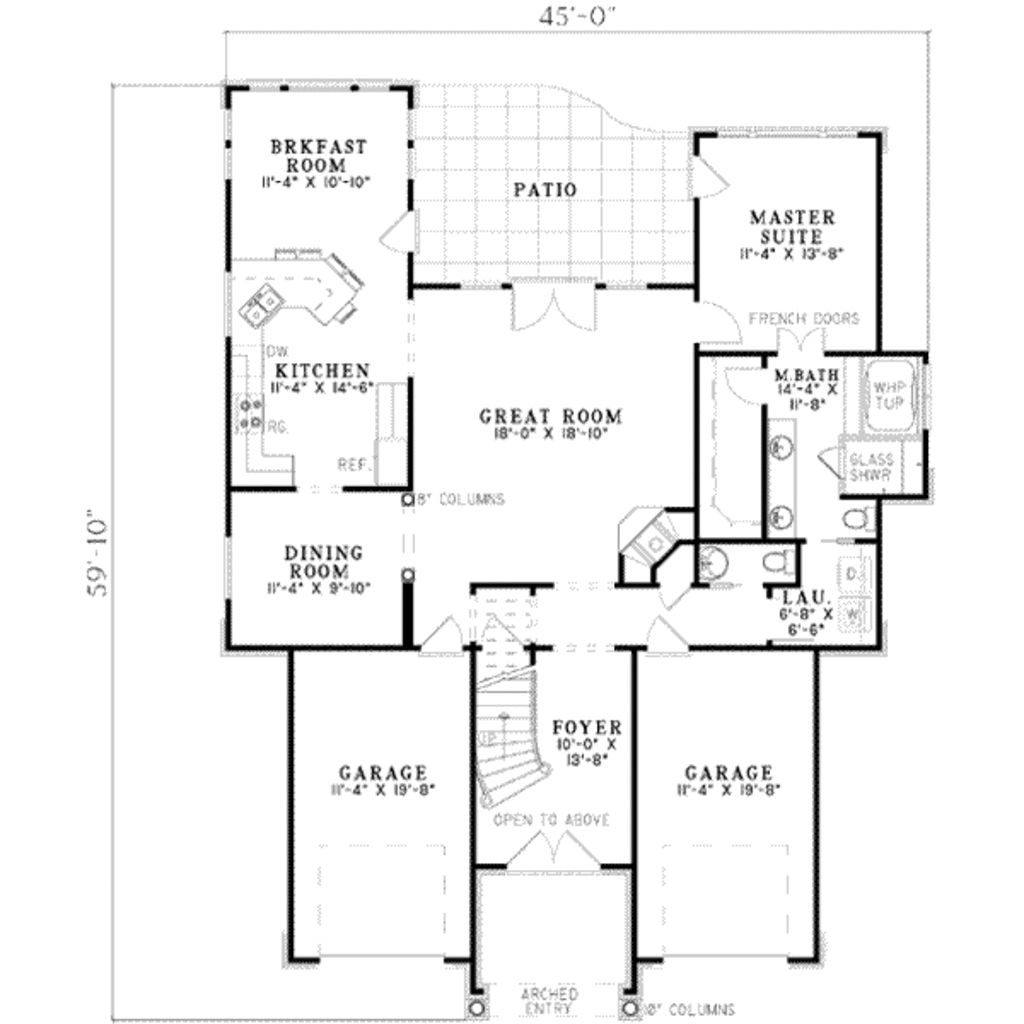 45'-0"
BRKFAST
ROOM
11'-4" X 10'-10"
PATIO
MASTER
SUITE
11'-4" X 13'-8"
FRENCH DOORS
DW.
KITCHEN
11'-4" X 14'-6"
RG.
REF.
GREAT ROOM
18'-0" X 18'-10"
M.BATH
14'-4" X
11'-8"
WHP
TUP
GLASS
SHWR
8" COLUMNS
59'-10"
DINING
ROOM
11'-4" X 9'-10"
D.
LAU.
6'-8" X
6'-6"
W.
FOYER
10'-0" X
13'-8"
UP
GARAGE
11'-4" X 19'-8"
GARAGE
11'-4" X 19'-8"
OPEN TO ABOVE
ARCHED
ENTRY
10" COLUMNS